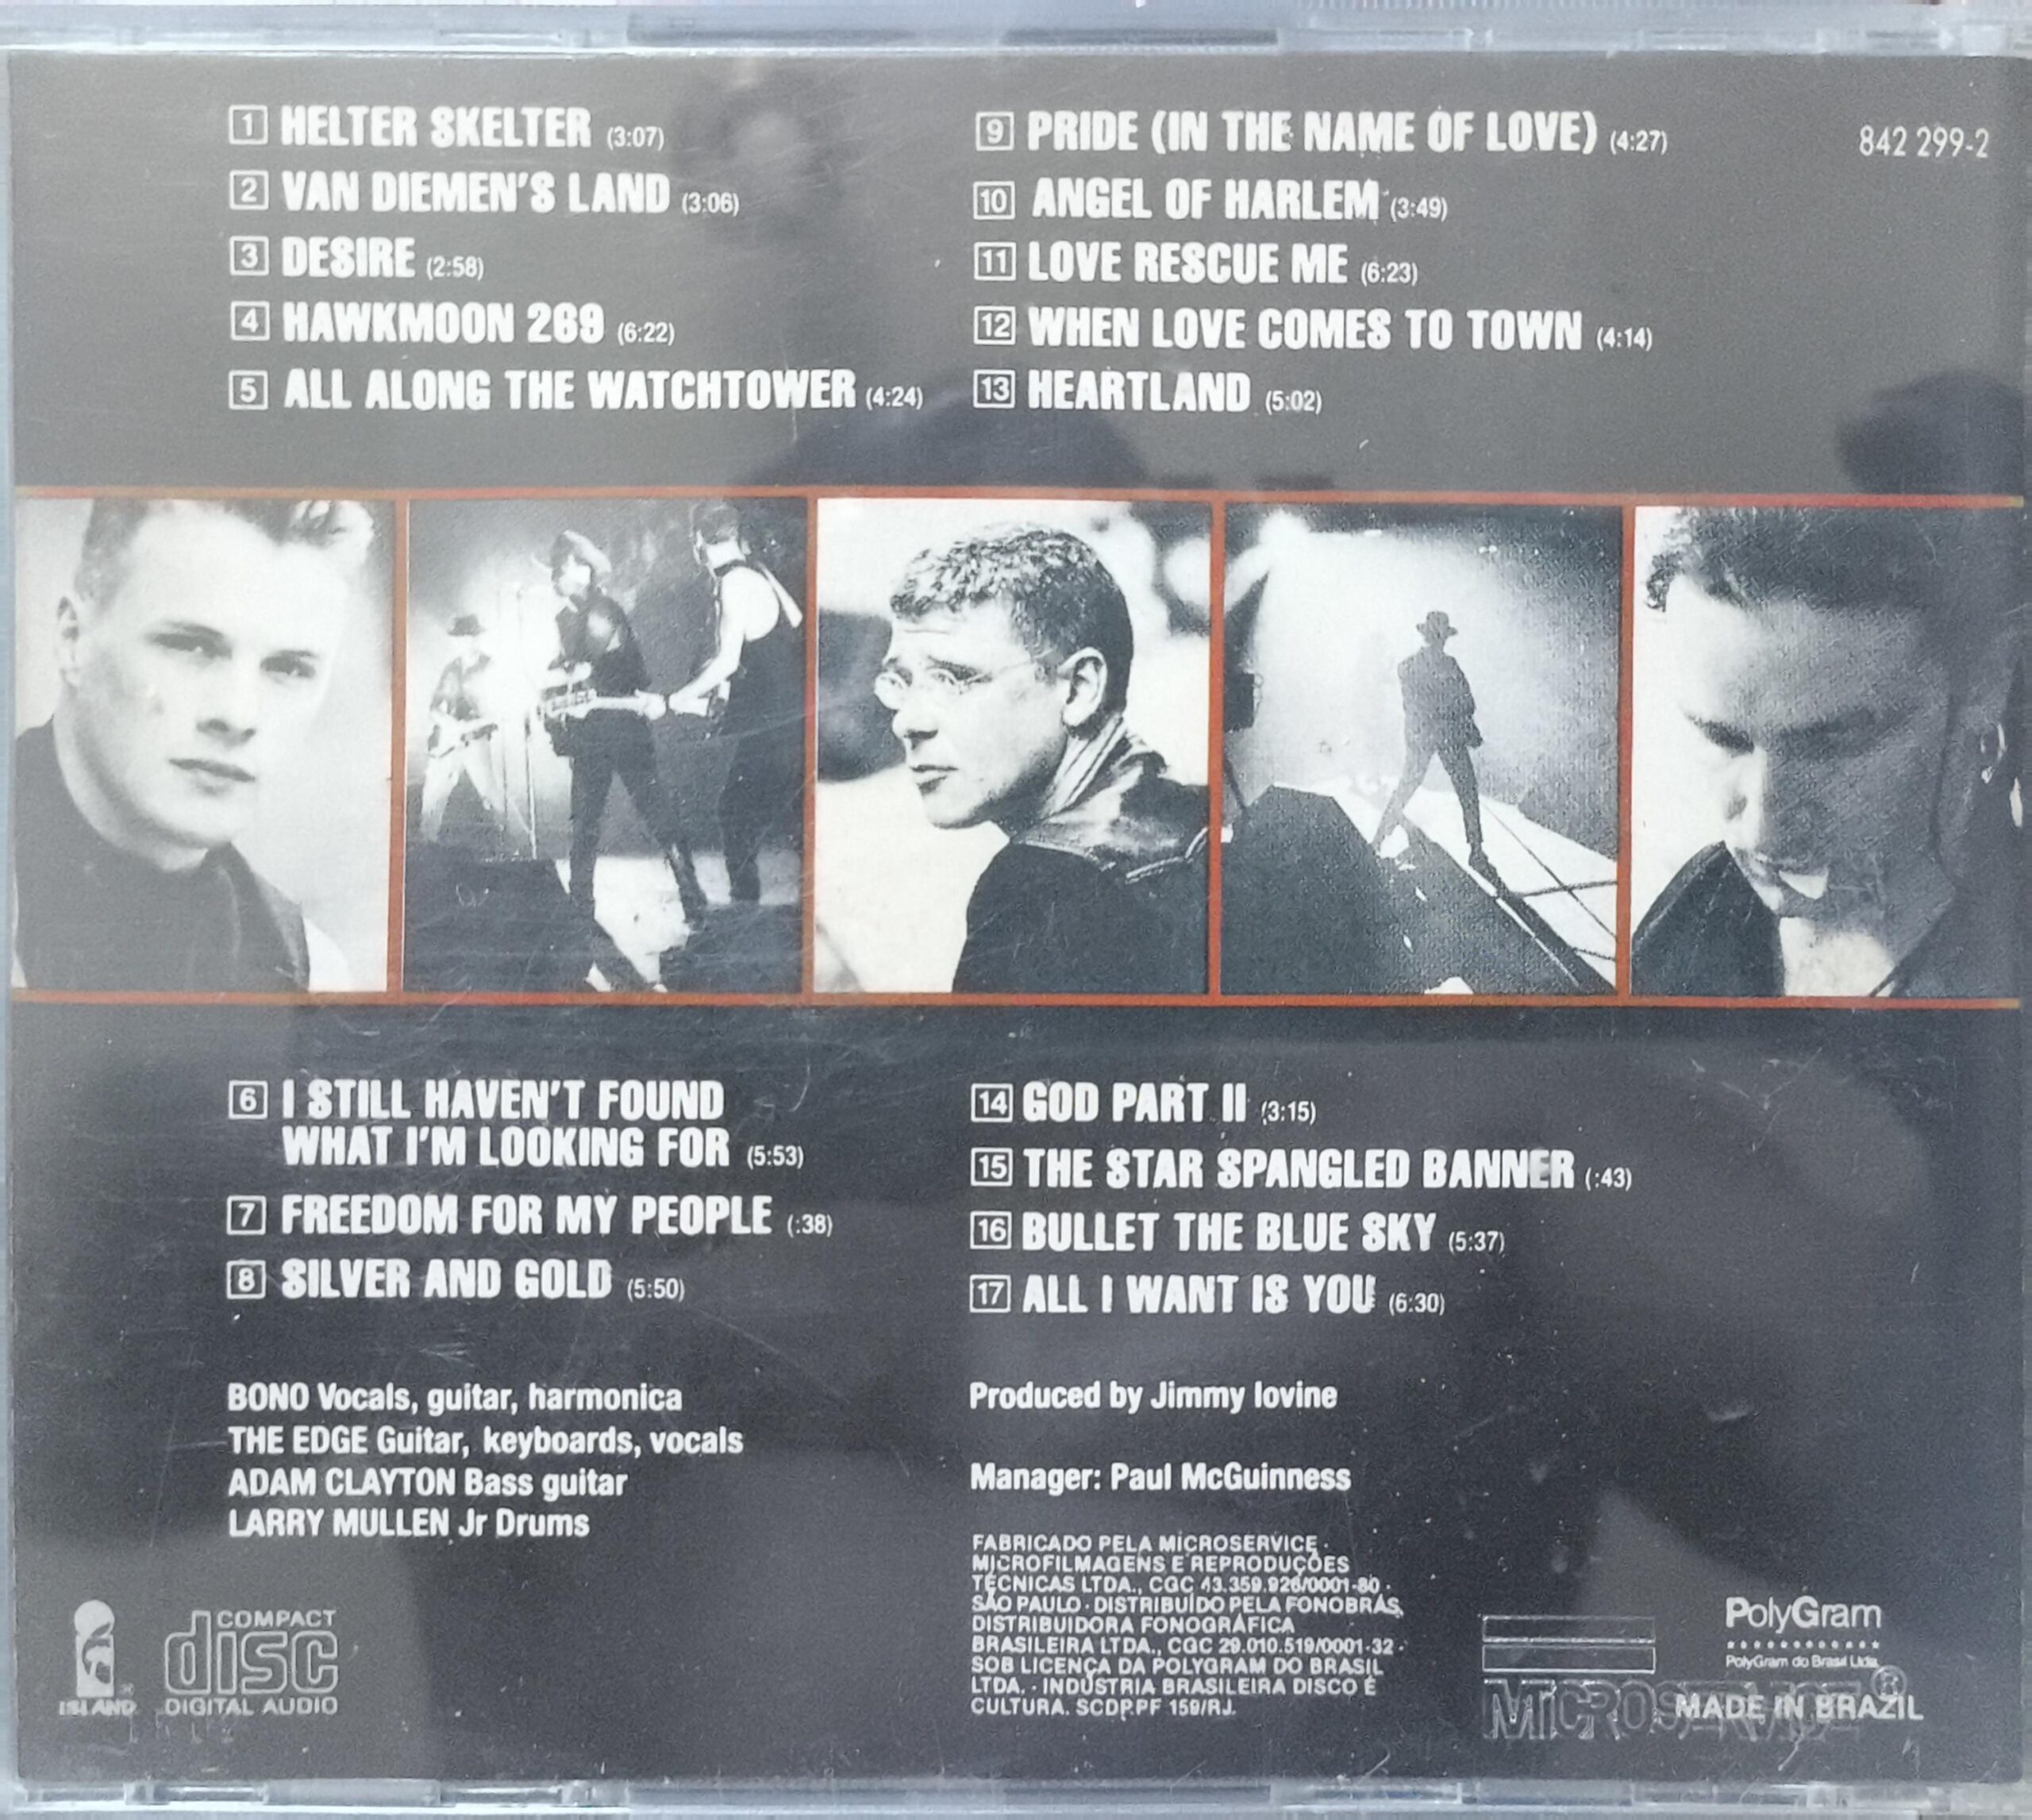 1 HELTER SKELTER (3:07)
2 VAN DIEMEN'S LAND (3:06)
3 DESIRE (2:58)
4 HAWKMOON 269 (6:22)
5 ALL ALONG THE WATCHTOWER (4:24)
9 PRIDE (IN THE NAME OF LOVE) (4:27)
10 ANGEL OF HARLEM (3:49)
11 LOVE RESCUE ME (6:23)
12 WHEN LOVE COMES TO TOWN (4:14)
13 HEARTLAND (5:02)
842 299-2
6 I STILL HAVEN'T FOUND
WHAT I'M LOOKING FOR (5:53)
7 FREEDOM FOR MY PEOPLE (:38)
8 SILVER AND GOLD (5:50)
14 GOD PART II (3:15)
15 THE STAR SPANGLED BANNER (:43)
16 BULLET THE BLUE SKY (5:37)
17 ALL I WANT IS YOU (6:30)
BONO Vocals, guitar, harmonica
THE EDGE Guitar, keyboards, vocals
ADAM CLAYTON Bass guitar
LARRY MULLEN Jr Drums
Produced by Jimmy Iovine
Manager: Paul McGuinness
FABRICADO PELA MICROSERVICE ·
MICROFILMAGENS E REPRODUÇÕES
TÉCNICAS LTDA., CGC 43.359.926/0001-80 ·
SÃO PAULO · DISTRIBUÍDO PELA FONOBRÁS,
DISTRIBUIDORA FONOGRÁFICA
BRASILEIRA LTDA., CGC 29.010.519/0001-32 ·
SOB LICENÇA DA POLYGRAM DO BRASIL
LTDA. · INDÚSTRIA BRASILEIRA DISCO É
CULTURA. SCDP.PF 159/RJ.
ISLAND
COMPACT
disc
DIGITAL AUDIO
PolyGram
PolyGram do Brasil Ltda.
MICROSERVICE ®
MADE IN BRAZIL